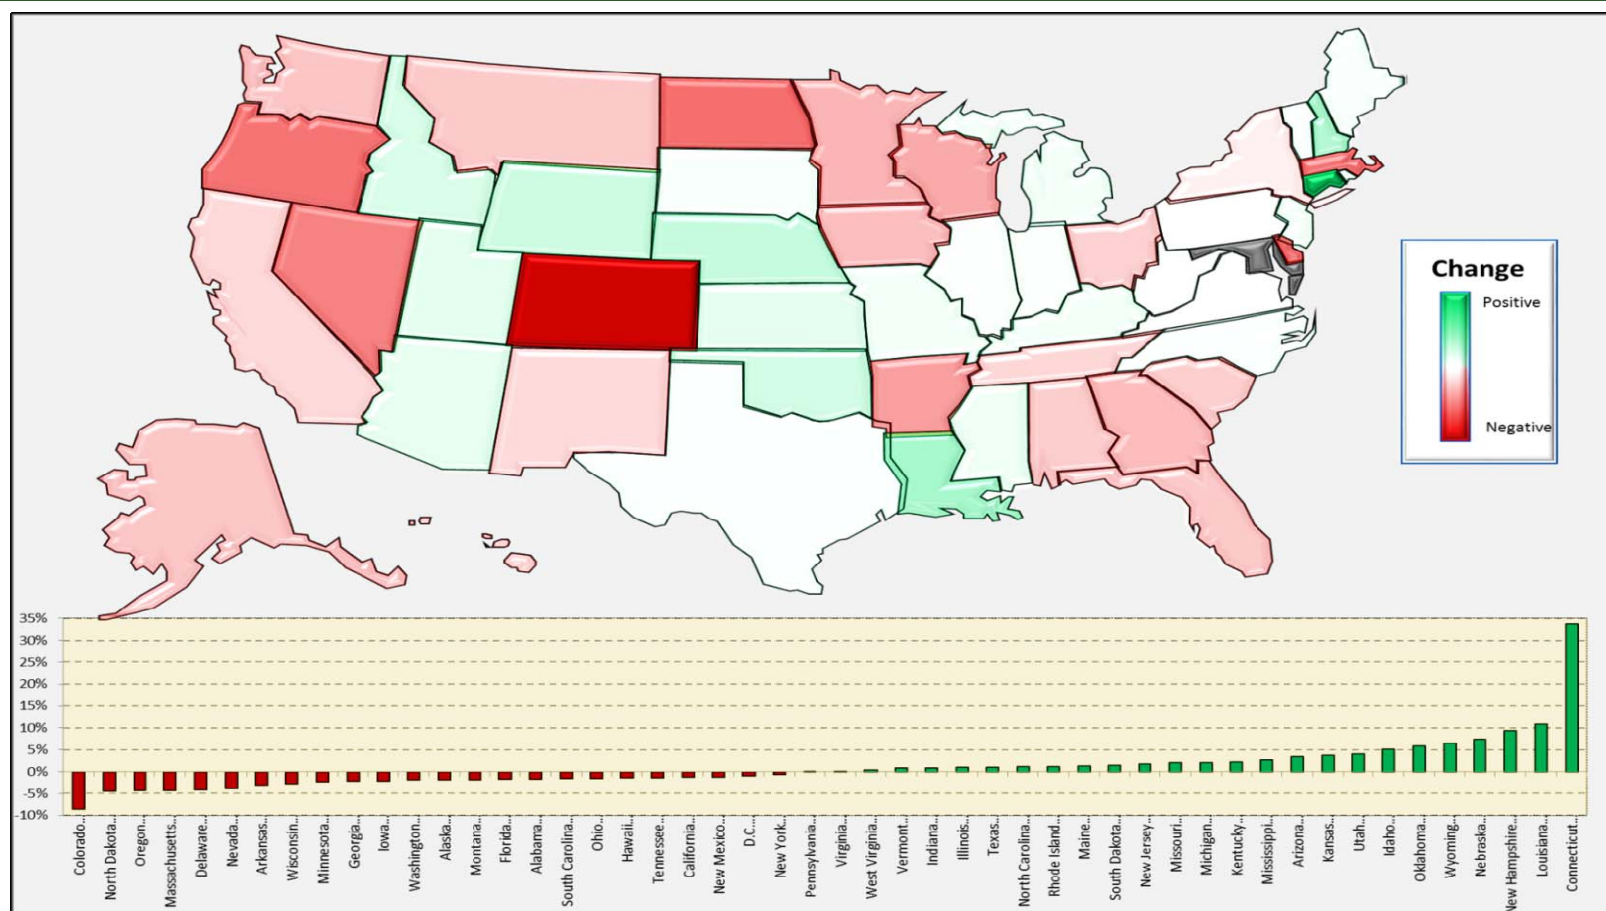 Change
Positive
Negative
35%
30%
25%
20%
15%
10%
5%
0%
-5%
-10%
Colorado..
North Dakota..
Oregon..
Massachusetts..
Delaware..
Nevada..
Arkansas..
Wisconsin..
Minnesota..
Georgia..
Iowa..
Washington..
Alaska..
Montana..
Florida..
Alabama..
South Carolina..
Ohio..
Hawaii..
Tennessee..
California..
New Mexico..
D.C....
New York..
Pennsylvania..
Virginia..
West Virginia..
Vermont..
Indiana..
Illinois..
Texas..
North Carolina..
Rhode Island..
Maine..
South Dakota..
New Jersey..
Missouri..
Michigan..
Kentucky..
Mississippi..
Arizona..
Kansas..
Utah..
Idaho..
Oklahoma..
Wyoming..
Nebraska..
New Hampshire..
Louisiana..
Connecticut..